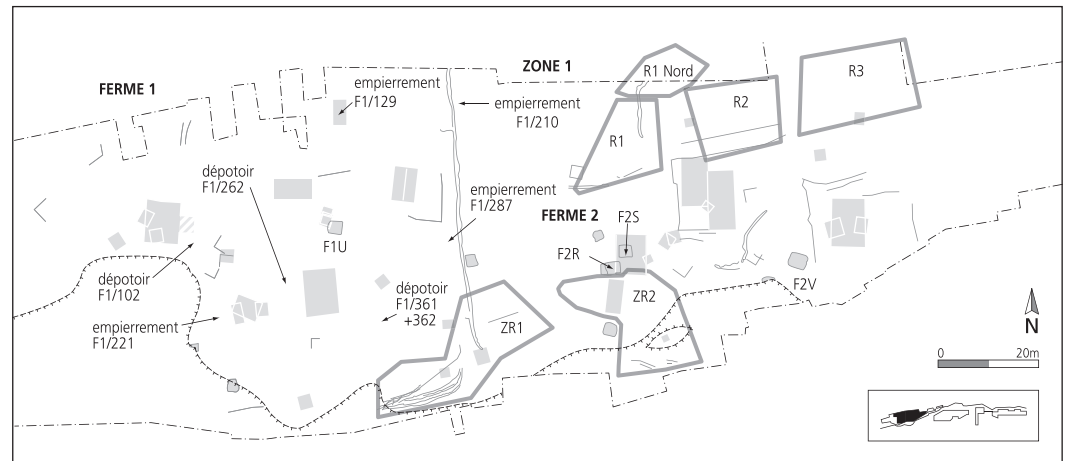 FERME 1
ZONE 1
empierrement
F1/129
empierrement
F1/210
R1 Nord
R1
R2
R3
dépotoir
F1/262
empierrement
F1/287
FERME 2
F1U
F2S
F2R
F2V
dépotoir
F1/102
dépotoir
F1/361
+362
empierrement
F1/221
ZR1
ZR2
N
0 20m